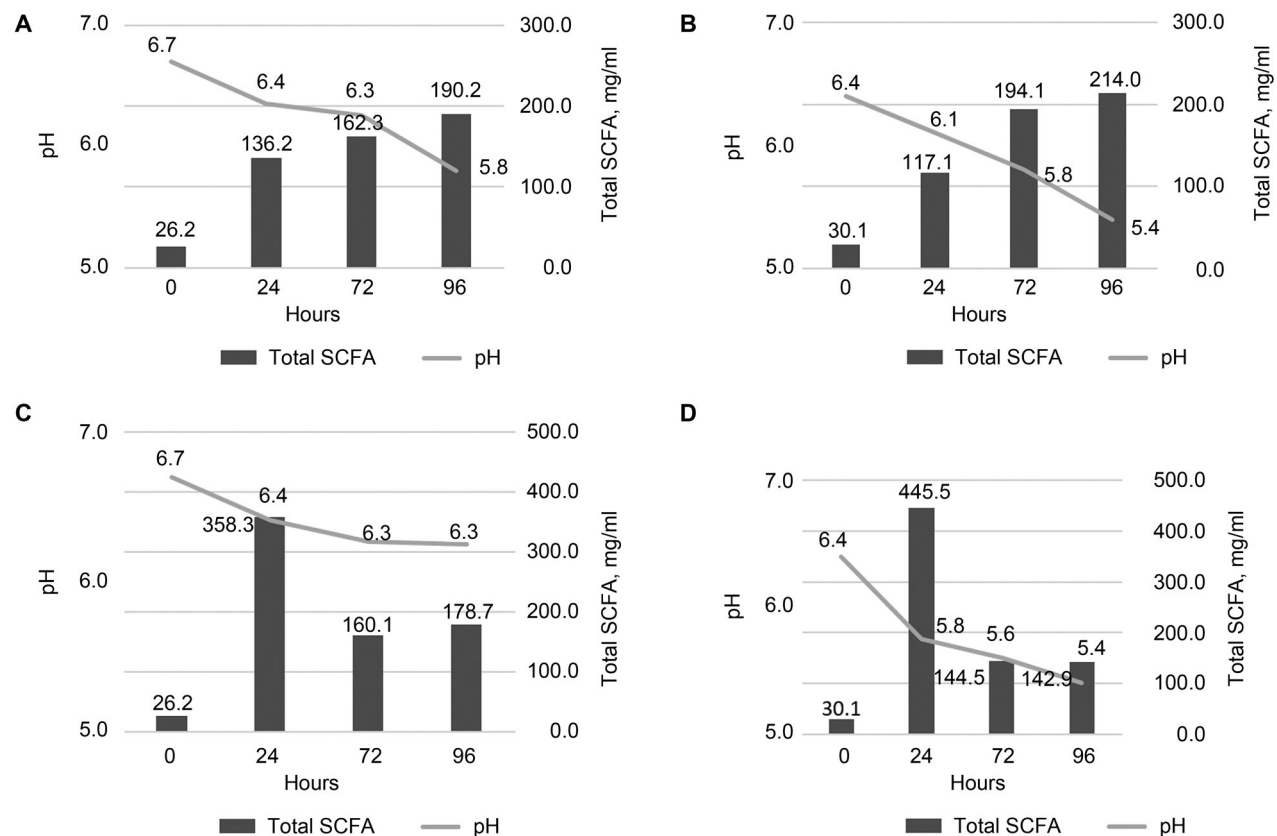 A
7.0
6.0
5.0
pH
6.7
6.4
6.3
5.8
26.2
136.2
162.3
190.2
300.0
200.0
100.0
0.0
Total SCFA, mg/ml
0 24 72 96
Hours
Total SCFA pH
B
7.0
6.0
5.0
pH
6.4
6.1
5.8
5.4
30.1
117.1
194.1
214.0
300.0
200.0
100.0
0.0
Total SCFA, mg/ml
0 24 72 96
Hours
Total SCFA pH
C
7.0
6.0
5.0
pH
6.7
6.4
6.3
6.3
26.2
358.3
160.1
178.7
500.0
400.0
300.0
200.0
100.0
0.0
Total SCFA, mg/ml
0 24 72 96
Hours
Total SCFA pH
D
7.0
6.0
5.0
pH
6.4
5.8
5.6
5.4
30.1
445.5
144.5
142.9
500.0
400.0
300.0
200.0
100.0
0.0
Total SCFA, mg/ml
0 24 72 96
Hours
Total SCFA pH